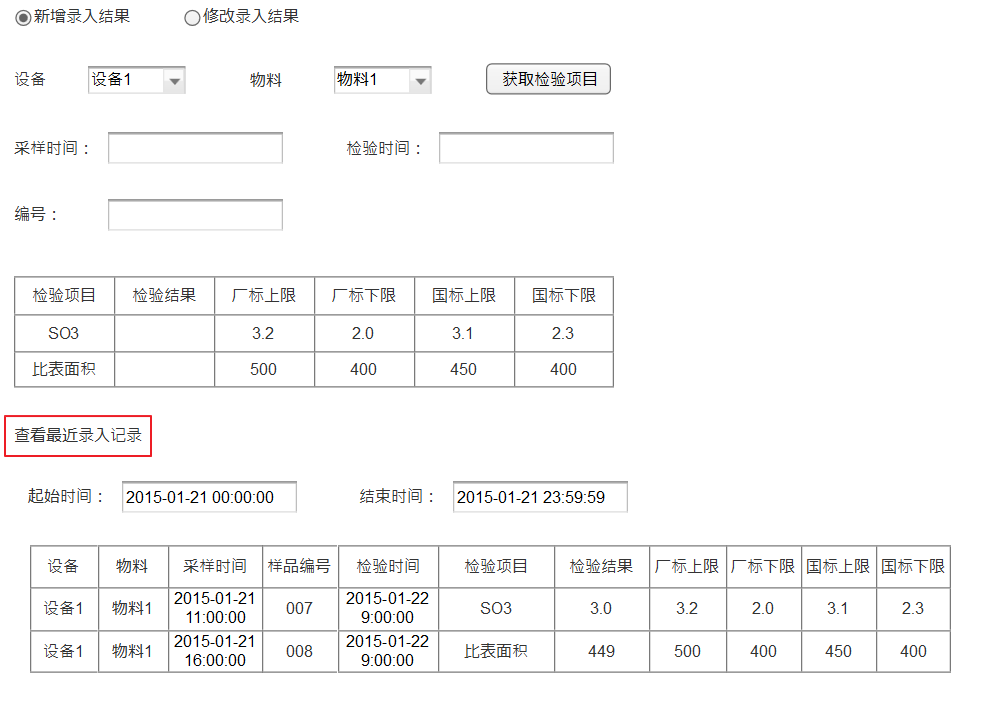 新增录入结果 修改录入结果
设备 设备1 物料 物料1 获取检验项目
采样时间： 检验时间：
编号：
检验项目 检验结果 厂标上限 厂标下限 国标上限 国标下限
SO3 3.2 2.0 3.1 2.3
比表面积 500 400 450 400
查看最近录入记录
起始时间： 2015-01-21 00:00:00 结束时间： 2015-01-21 23:59:59
设备 物料 采样时间 样品编号 检验时间 检验项目 检验结果 厂标上限 厂标下限 国标上限 国标下限
设备1 物料1 2015-01-21 11:00:00 007 2015-01-22 9:00:00 SO3 3.0 3.2 2.0 3.1 2.3
设备1 物料1 2015-01-21 16:00:00 008 2015-01-22 9:00:00 比表面积 449 500 400 450 400